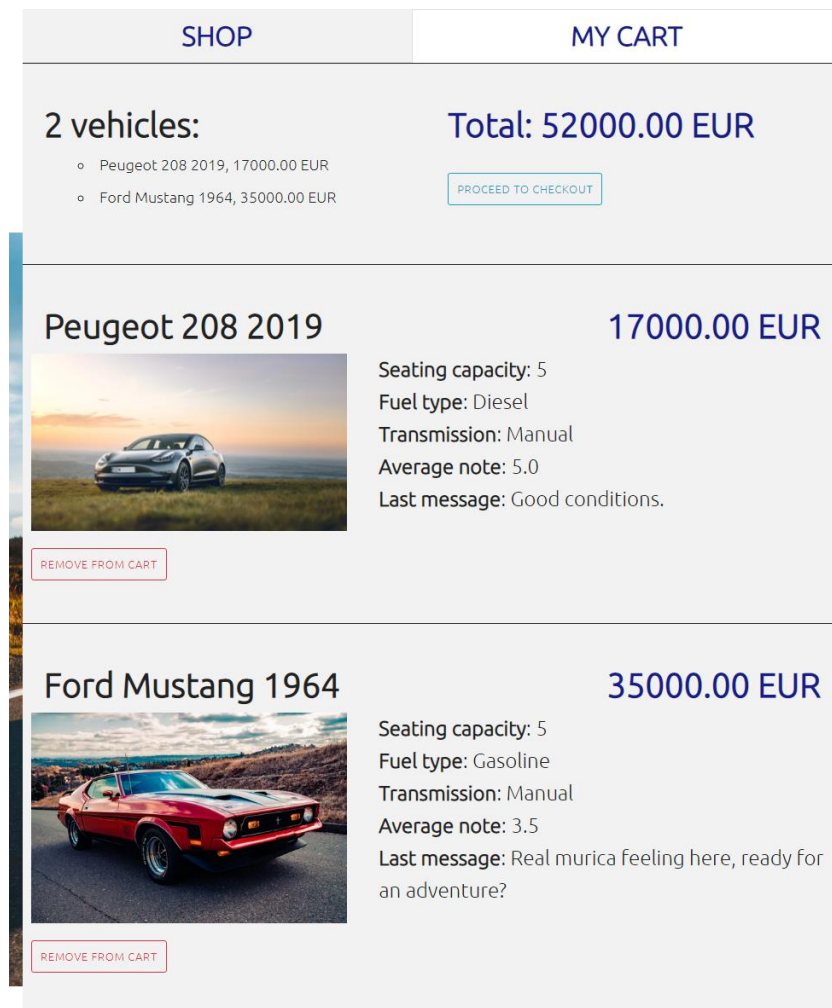 SHOP
MY CART
2 vehicles:
Peugeot 208 2019, 17000.00 EUR
Ford Mustang 1964, 35000.00 EUR
Total: 52000.00 EUR
PROCEED TO CHECKOUT
Peugeot 208 2019
17000.00 EUR
Seating capacity: 5
Fuel type: Diesel
Transmission: Manual
Average note: 5.0
Last message: Good conditions.
REMOVE FROM CART
Ford Mustang 1964
35000.00 EUR
Seating capacity: 5
Fuel type: Gasoline
Transmission: Manual
Average note: 3.5
Last message: Real murica feeling here, ready for
an adventure?
REMOVE FROM CART